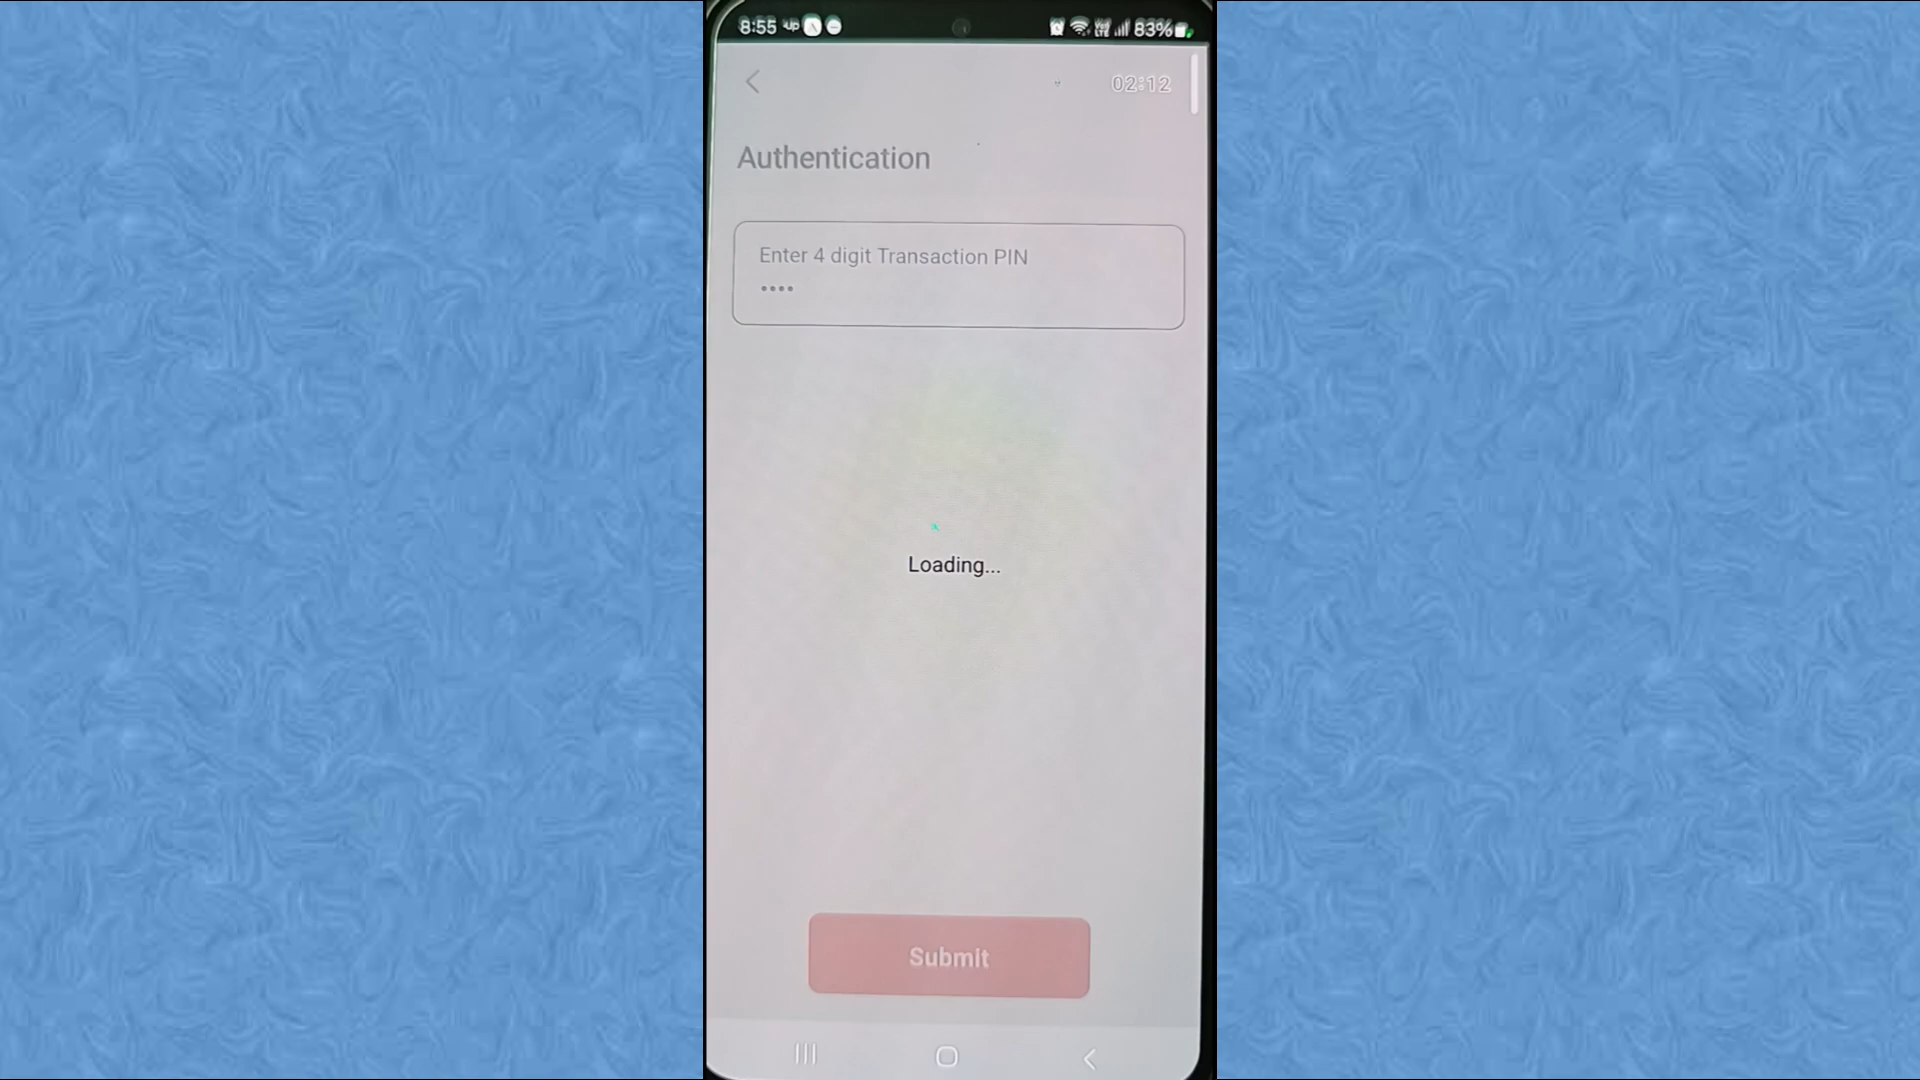 8:55
83%
02:12
Authentication
Enter 4 digit Transaction PIN
••••
Loading...
Submit